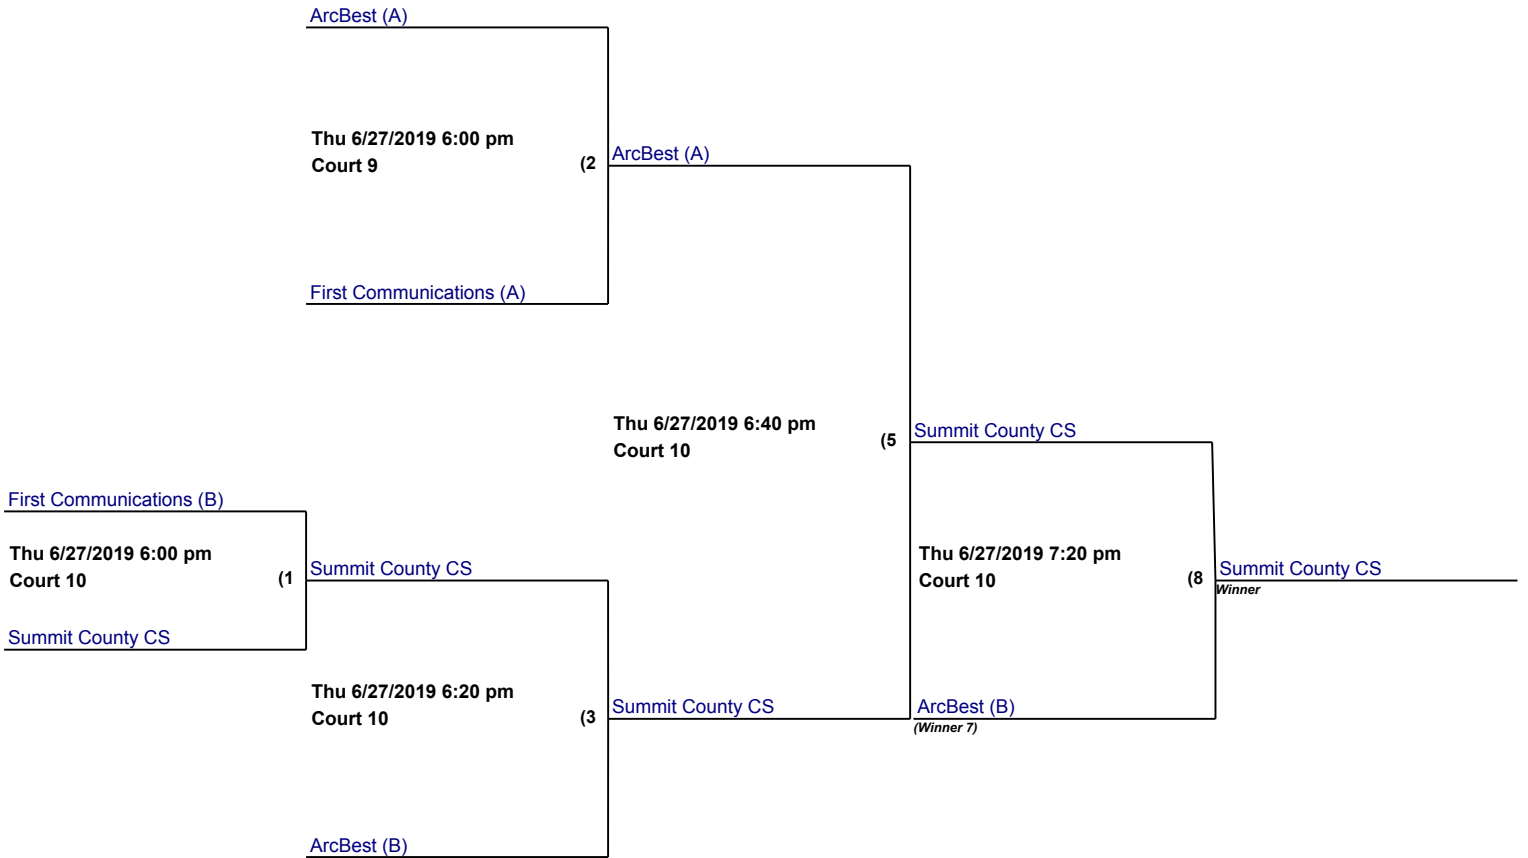 ArcBest (A)
Thu 6/27/2019 6:00 pm
Court 9
(2
ArcBest (A)
First Communications (A)
Thu 6/27/2019 6:40 pm
Court 10
(5
Summit County CS
First Communications (B)
Thu 6/27/2019 6:00 pm
Court 10
(1
Summit County CS
Summit County CS
Thu 6/27/2019 6:20 pm
Court 10
(3
Summit County CS
ArcBest (B)
Thu 6/27/2019 7:20 pm
Court 10
(8
Summit County CS
Winner
ArcBest (B)
(Winner 7)